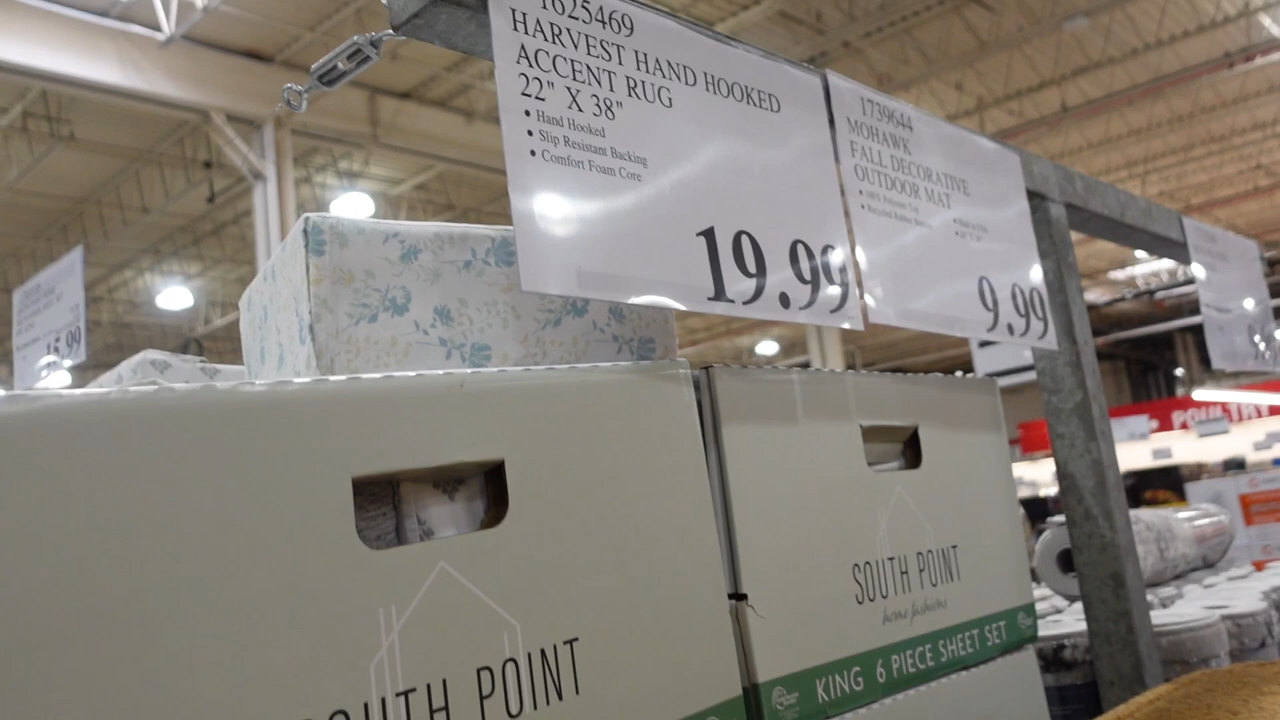 1625469
HARVEST HAND HOOKED
ACCENT RUG
22" X 38"
• Hand Hooked
• Slip Resistant Backing
• Comfort Foam Core
19.99
1739644
MOHAWK
FALL DECORATIVE
OUTDOOR MAT
9.99
15.99
POULTRY
SOUTH POINT
home fashions
KING 6 PIECE SHEET SET
SOUTH POINT